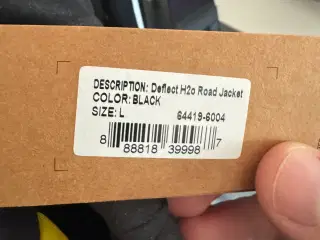 DESCRIPTION: Deflect H2o Road Jacket
COLOR: BLACK
SIZE: L 64419-6004
8 88818 39998 7